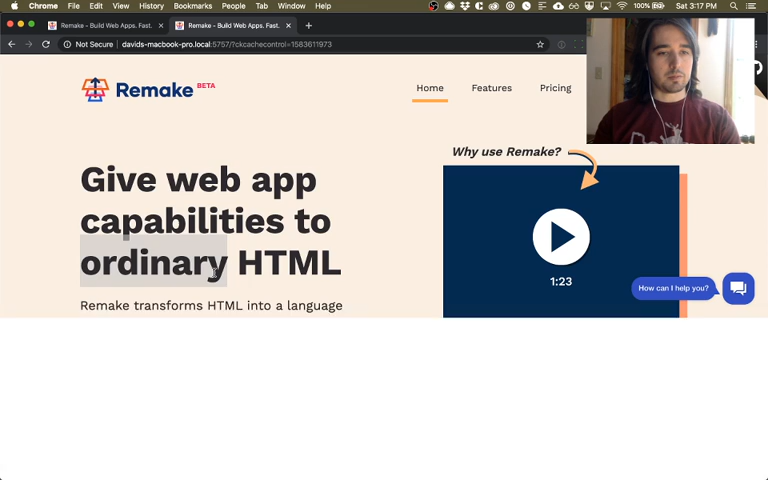 Chrome File Edit View History Bookmarks People Tab Window Help 100% Sat 3:17 PM
Remake - Build Web Apps. Fast. Remake - Build Web Apps. Fast.
Not Secure davids-macbook-pro.local:5757/?ckcachecontrol=1583611973
Remake BETA
Home Features Pricing
Why use Remake?
Give web app
capabilities to
ordinary HTML
1:23
How can I help you?
Remake transforms HTML into a language